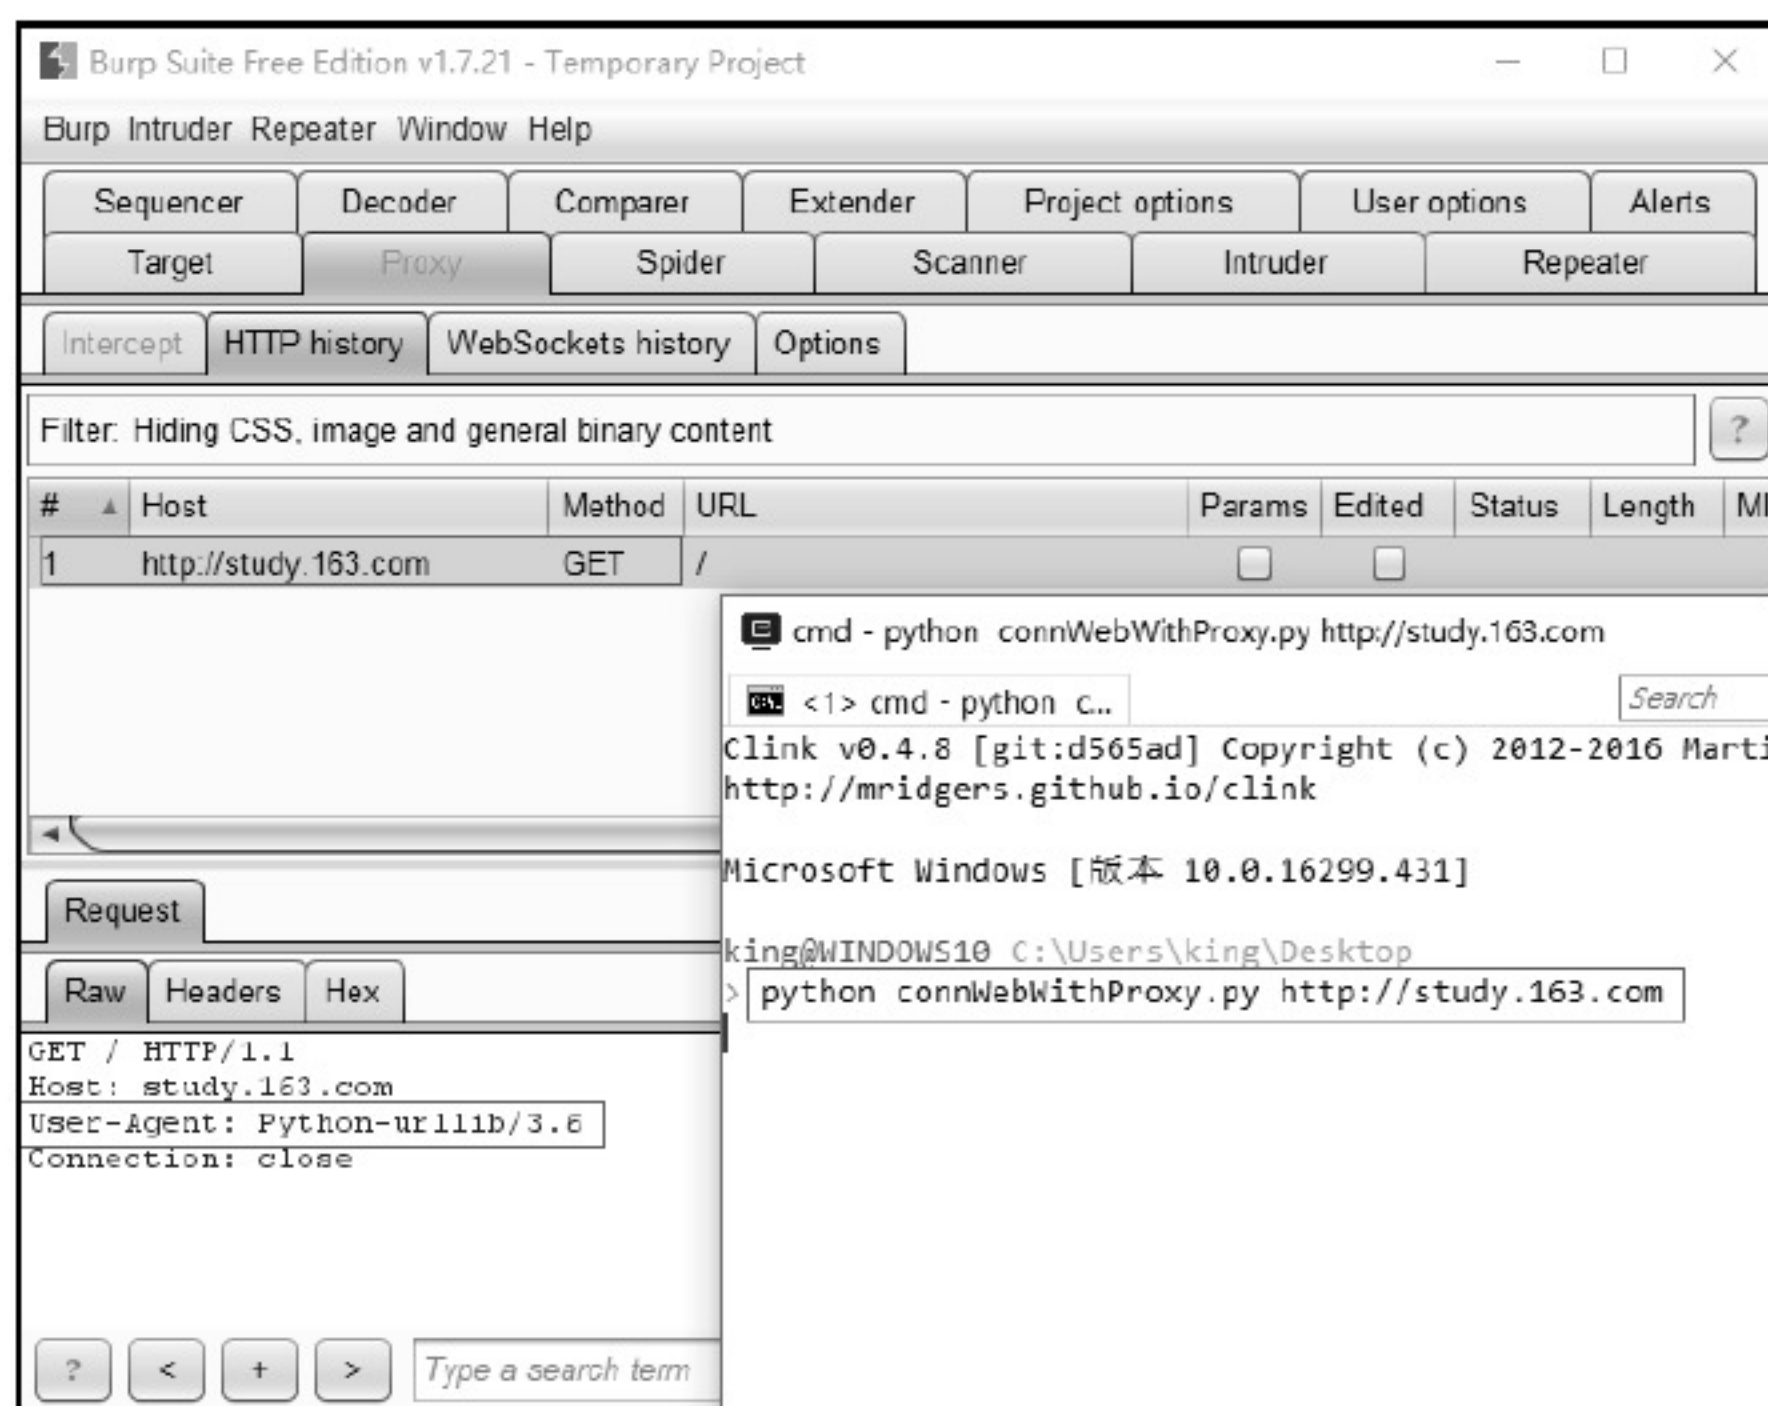 Burp Suite Free Edition v1.7.21 - Temporary Project
Burp Intruder Repeater Window Help
Sequencer Decoder Comparer Extender Project options User options Alerts
Target Proxy Spider Scanner Intruder Repeater
Intercept HTTP history WebSockets history Options
Filter: Hiding CSS, image and general binary content ?
# Host Method URL Params Edited Status Length MI
1 http://study.163.com GET /
cmd - python connWebWithProxy.py http://study.163.com
<1> cmd - python c... Search
Clink v0.4.8 [git:d565ad] Copyright (c) 2012-2016 Marti
http://mridgers.github.io/clink
Microsoft Windows [版本 10.0.16299.431]
king@WINDOWS10 C:\Users\king\Desktop
> python connWebWithProxy.py http://study.163.com
Request
Raw Headers Hex
GET / HTTP/1.1
Host: study.163.com
User-Agent: Python-urllib/3.6
Connection: close
? < + > Type a search term